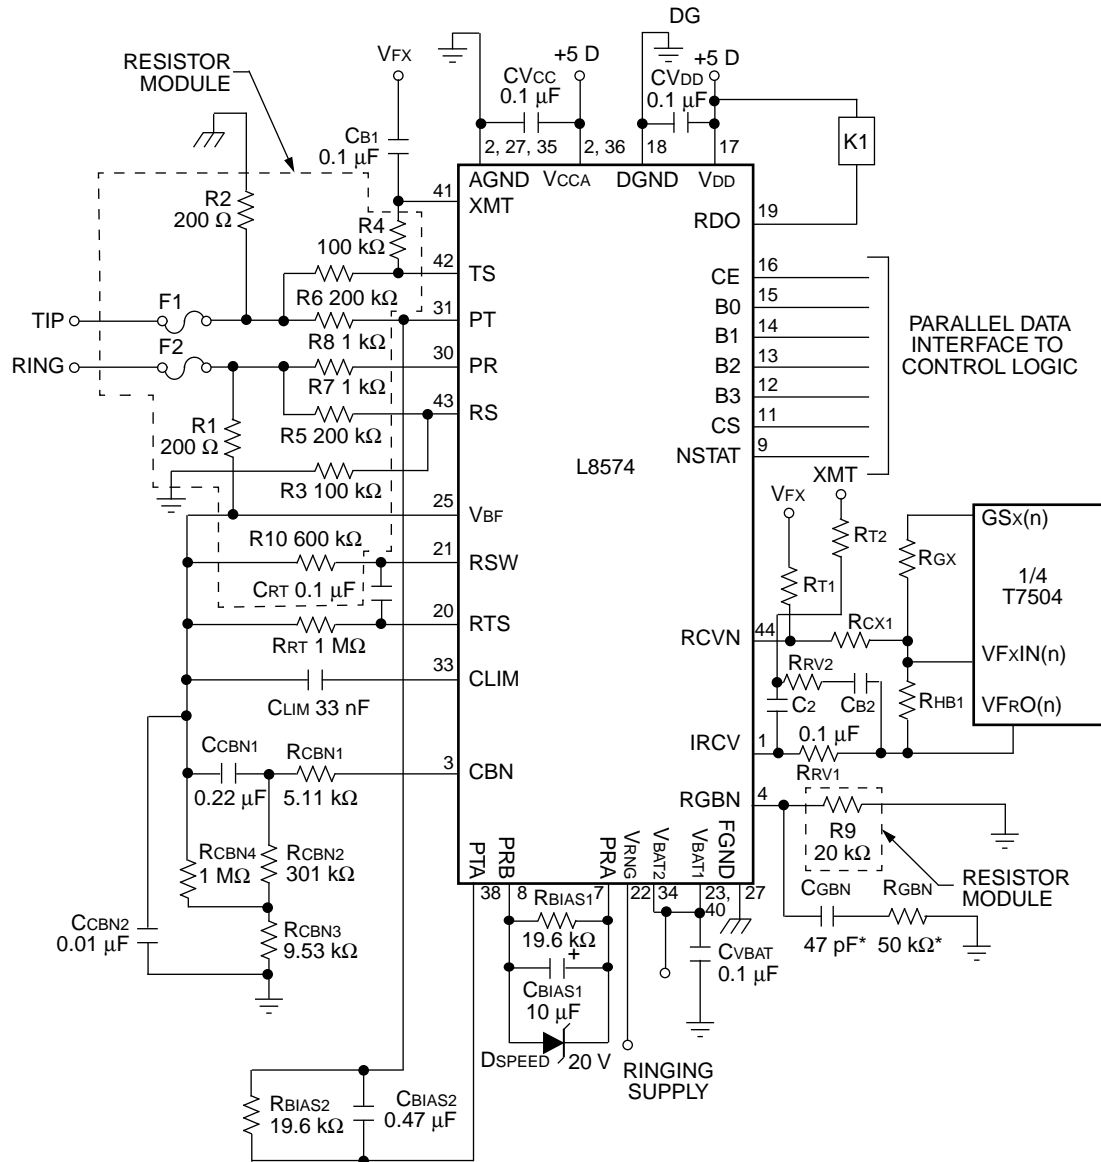 DG
VFX
+5 D
+5 D
RESISTOR
MODULE
CVCC
0.1 µF
CVDD
0.1 µF
K1
CB1
0.1 µF
2, 27, 35
2, 36
18
17
AGND
VCCA
DGND
VDD
41
XMT
RDO
19
R2
200 Ω
R4
100 kΩ
42
TS
CE
16
R6 200 kΩ
F1
TIP
31
PT
B0
15
R8 1 kΩ
B1
14
PARALLEL DATA
INTERFACE TO
CONTROL LOGIC
F2
RING
30
PR
B2
13
R7 1 kΩ
43
RS
B3
12
R1
200 Ω
R5 200 kΩ
CS
11
R3 100 kΩ
L8574
NSTAT
9
XMT
25
VBF
VFX
GSX(n)
R10 600 kΩ
21
RSW
RT2
RGX
CRT 0.1 µF
RT1
1/4
T7504
20
RTS
RRT 1 MΩ
RCVN
44
RCX1
33
CLIM
VFXIN(n)
RRV2
RHB1
CLIM 33 nF
C2
CB2
VFRO(n)
0.1 µF
IRCV
1
CCBN1
RCBN1
3
CBN
RRV1
0.22 µF
5.11 kΩ
RGBN
4
R9
20 kΩ
RCBN4
1 MΩ
RCBN2
301 kΩ
PTA
PRB
PRA
VRNG
VBAT2
VBAT1
FGND
RESISTOR
MODULE
38
8
7
22
34
23,
40
27
CCBN2
0.01 µF
RCBN3
9.53 kΩ
RBIAS1
19.6 kΩ
CGBN
RGBN
47 pF*
50 kΩ*
+
CVBAT
0.1 µF
CBIAS1
10 µF
DSPEED
20 V
RINGING
SUPPLY
RBIAS2
19.6 kΩ
CBIAS2
0.47 µF